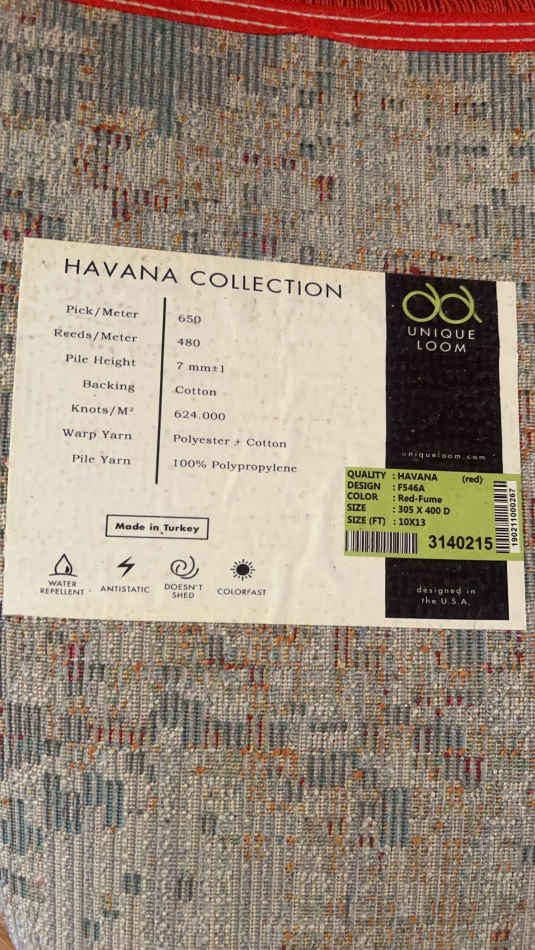 HAVANA COLLECTION
Pick/Meter 650
Reeds/Meter 480
Pile Height 7 mm±1
Backing Cotton
Knots/M² 624.000
Warp Yarn Polyester + Cotton
Pile Yarn 100% Polypropylene
Made in Turkey
WATER
REPELLENT
ANTISTATIC
DOESN'T
SHED
COLORFAST
UNIQUE
LOOM
uniqueloom.com
QUALITY : HAVANA (red)
DESIGN : F546A
COLOR : Red-Fume
SIZE : 305 X 400 D
SIZE (FT) : 10X13
3140215
190211000267
designed in
the U.S.A.